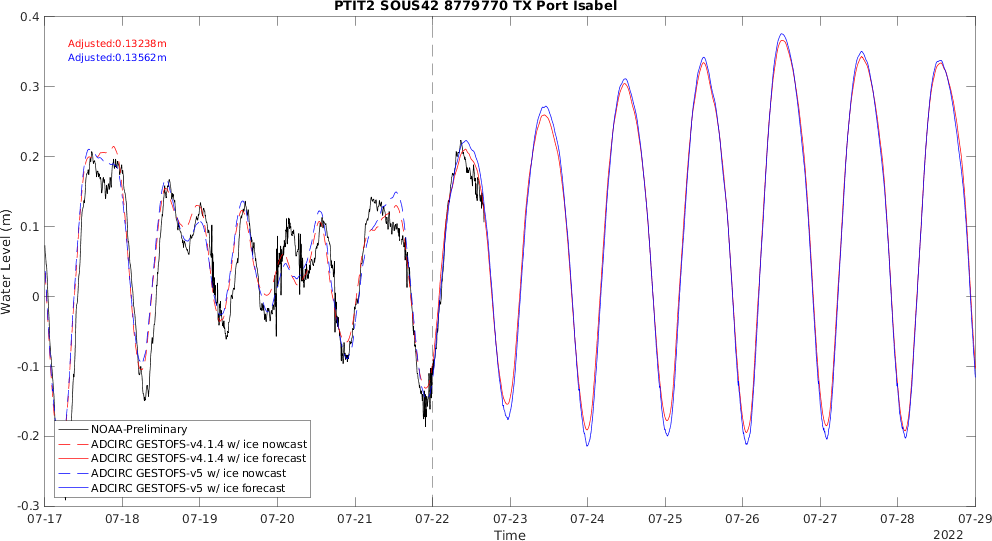 PTIT2 SOUS42 8779770 TX Port Isabel
Adjusted:0.13238m
Adjusted:0.13562m
Water Level (m)
0.4
0.3
0.2
0.1
0
-0.1
-0.2
-0.3
NOAA-Preliminary
ADCIRC GESTOFS-v4.1.4 w/ ice nowcast
ADCIRC GESTOFS-v4.1.4 w/ ice forecast
ADCIRC GESTOFS-v5 w/ ice nowcast
ADCIRC GESTOFS-v5 w/ ice forecast
07-17 07-18 07-19 07-20 07-21 07-22 07-23 07-24 07-25 07-26 07-27 07-28 07-29
Time
2022